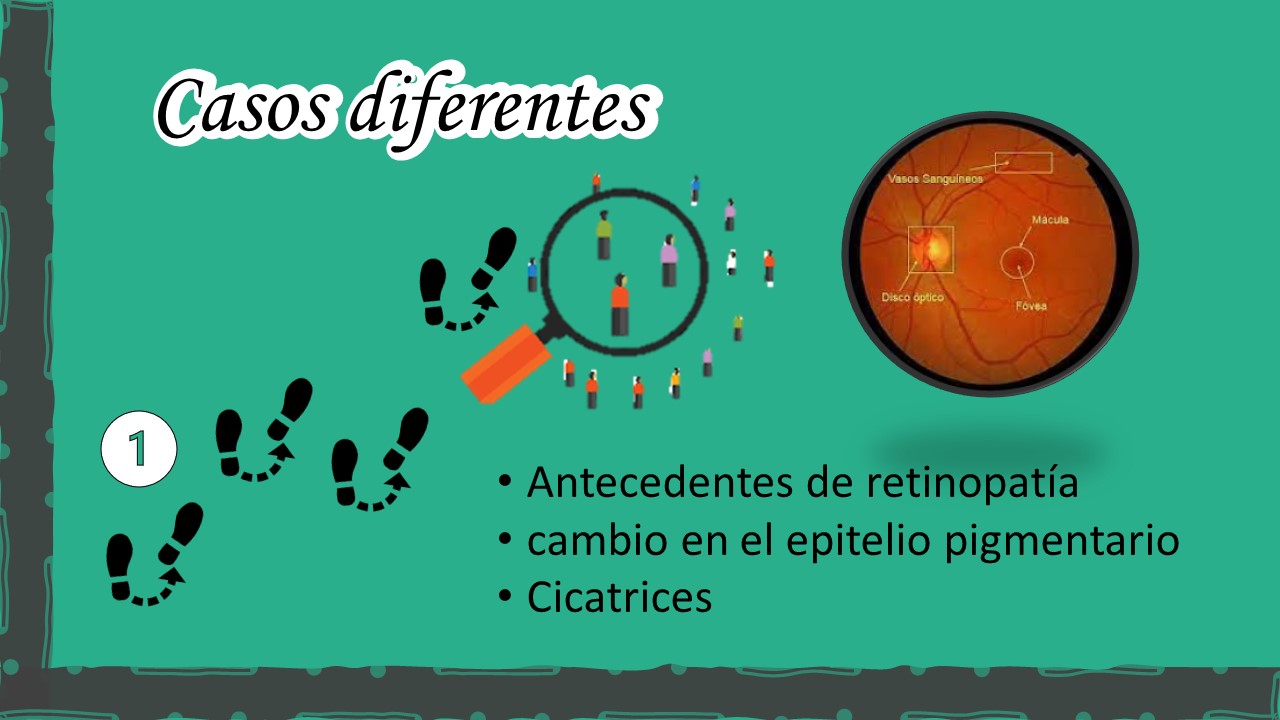 Casos diferentes
Vasos Sanguíneos
Mácula
Disco óptico
Fóvea
1
• Antecedentes de retinopatía
• cambio en el epitelio pigmentario
• Cicatrices